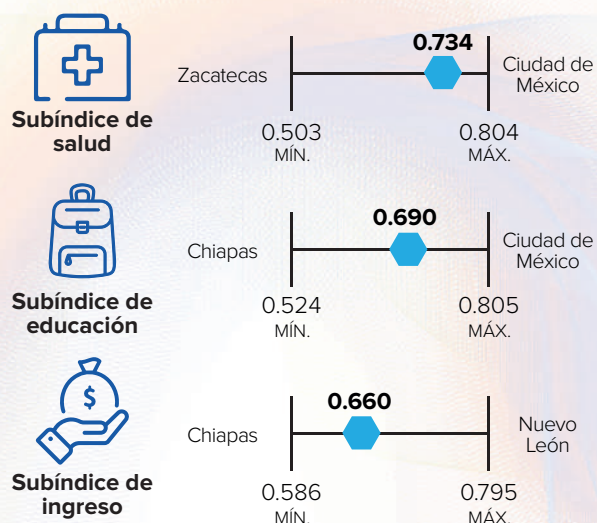 Subíndice de
salud
0.734
Zacatecas
Ciudad de
México
0.503
MÍN.
0.804
MÁX.
$
Subíndice de
educación
0.690
Chiapas
Ciudad de
México
0.524
MÍN.
0.805
MÁX.
Subíndice de
ingreso
0.660
Chiapas
Nuevo
León
0.586
MÍN.
0.795
MÁX.